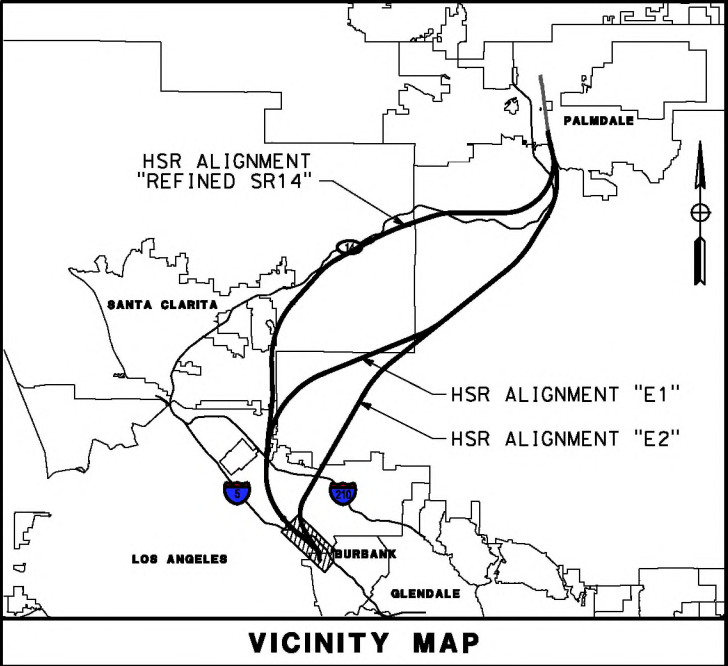 PALMDALE
HSR ALIGNMENT
"REFINED SR14"
14
SANTA CLARITA
HSR ALIGNMENT "E1"
HSR ALIGNMENT "E2"
5
210
LOS ANGELES
BURBANK
GLENDALE
VICINITY MAP